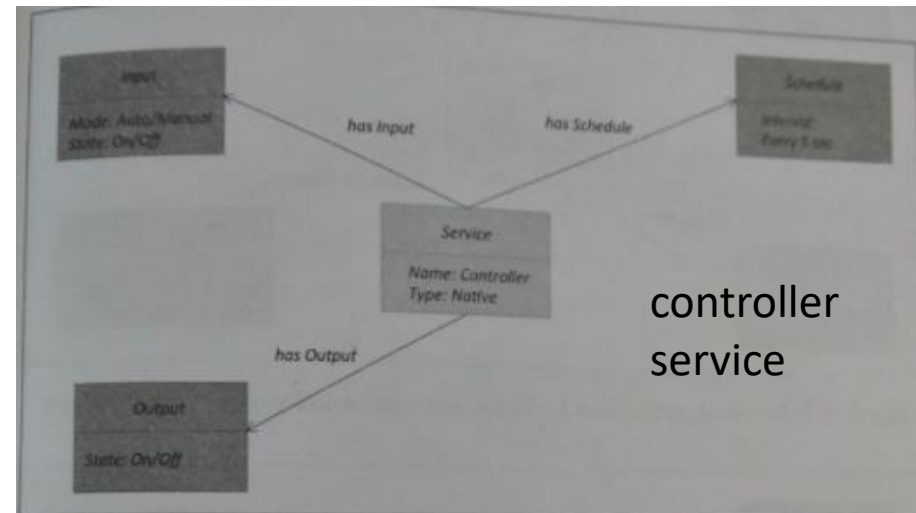 Input
Mode: Auto/Manual
State: On/Off
has Input
has Schedule
Schedule
Interval:
Every 5 sec
Service
Name: Controller
Type: Native
controller
service
has Output
Output
State: On/Off